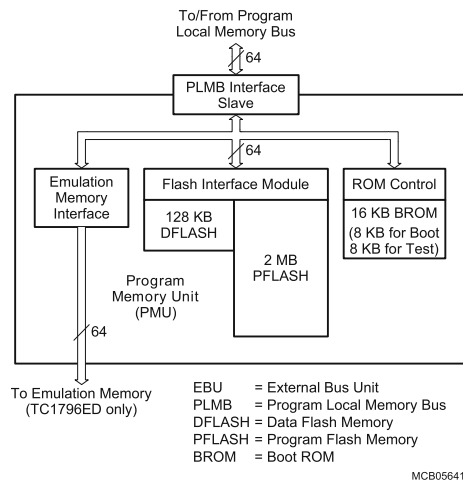 To/From Program
Local Memory Bus
64
PLMB Interface
Slave
64
Emulation
Memory
Interface
Flash Interface Module
128 KB
DFLASH
2 MB
PFLASH
ROM Control
16 KB BROM
(8 KB for Boot
8 KB for Test)
Program
Memory Unit
(PMU)
64
To Emulation Memory
(TC1796ED only)
EBU = External Bus Unit
PLMB = Program Local Memory Bus
DFLASH = Data Flash Memory
PFLASH = Program Flash Memory
BROM = Boot ROM
MCB05641